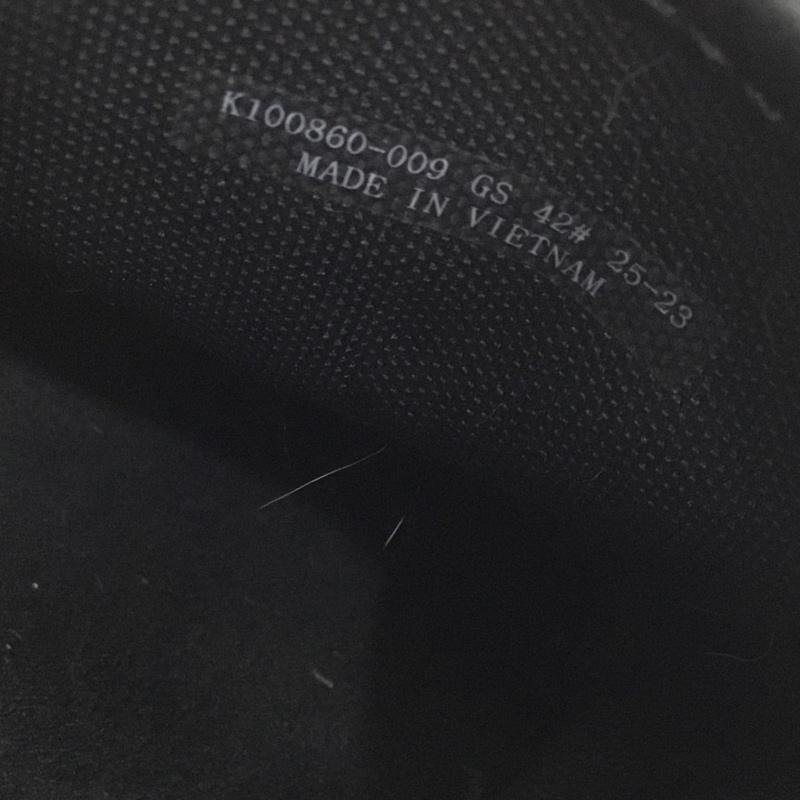 K100860-009 GS 42# 25-23
MADE IN VIETNAM